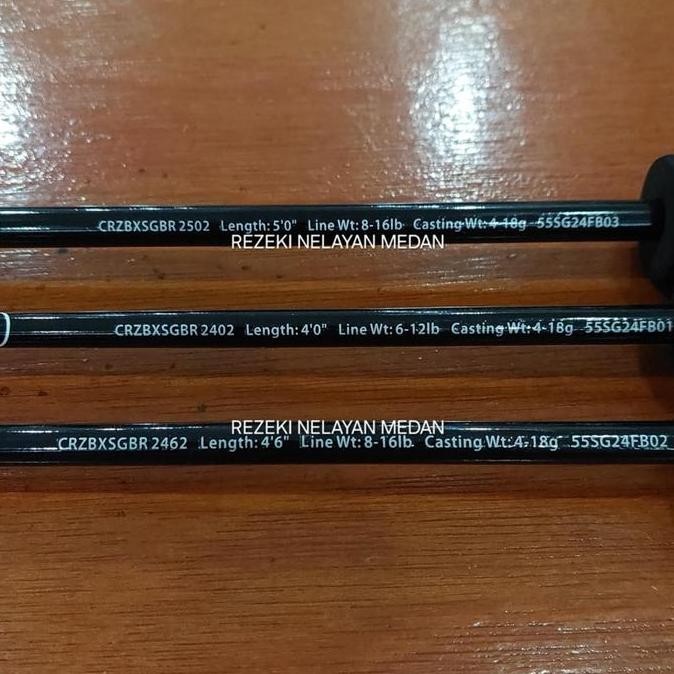 CRZBXSGBR 2502 Length: 5'0" Line Wt: 8-16lb Casting Wt: 4-18g 55SG24FB03
REZEKI NELAYAN MEDAN
CRZBXSGBR 2402 Length: 4'0" Line Wt: 6-12lb Casting Wt: 4-18g 55SG24FB01
REZEKI NELAYAN MEDAN
CRZBXSGBR 2462 Length: 4'6" Line Wt: 8-16lb Casting Wt: 4-18g 55SG24FB02